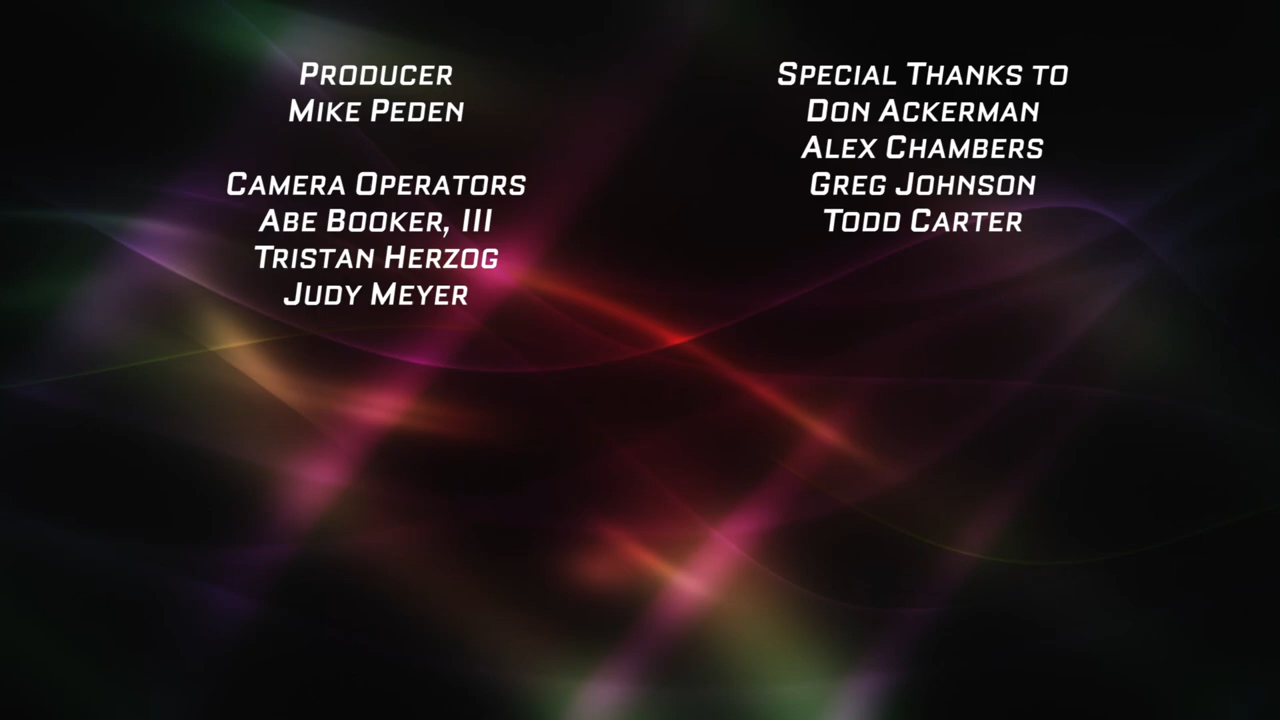 Producer
Mike Peden
Camera Operators
Abe Booker, III
Tristan Herzog
Judy Meyer
Special Thanks to
Don Ackerman
Alex Chambers
Greg Johnson
Todd Carter